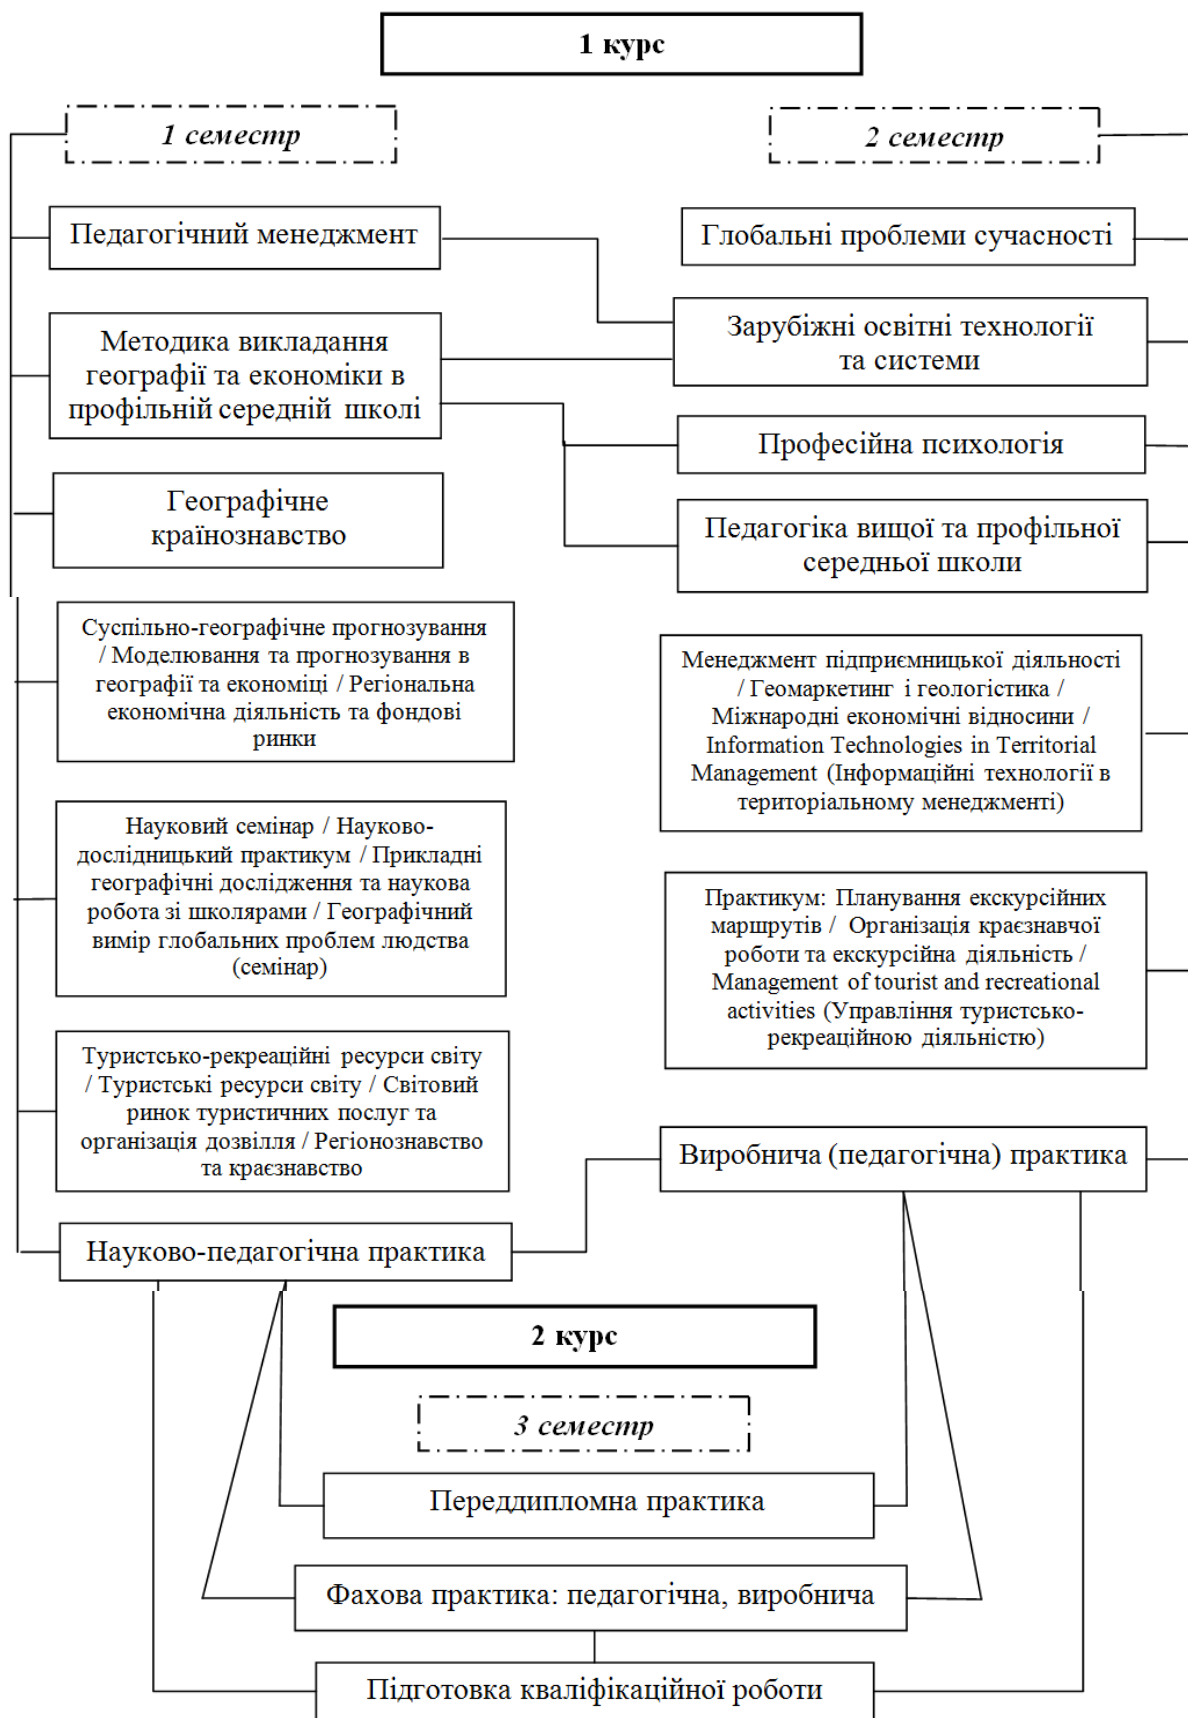 1 курс
1 семестр
2 семестр
Педагогічний менеджмент
Методика викладання
географії та економіки в
профільній середній школі
Географічне
країнознавство
Суспільно-географічне прогнозування
/ Моделювання та прогнозування в
географії та економіці / Регіональна
економічна діяльність та фондові
ринки
Науковий семінар / Науково-
дослідницький практикум / Прикладні
географічні дослідження та наукова
робота зі школярами / Географічний
вимір глобальних проблем людства
(семінар)
Туристсько-рекреаційні ресурси світу
/ Туристські ресурси світу / Світовий
ринок туристичних послуг та
організація дозвілля / Регіонознавство
та краєзнавство
Науково-педагогічна практика
Глобальні проблеми сучасності
Зарубіжні освітні технології
та системи
Професійна психологія
Педагогіка вищої та профільної
середньої школи
Менеджмент підприємницької діяльності
/ Геомаркетинг і геологістика /
Міжнародні економічні відносини /
Information Technologies in Territorial
Management (Інформаційні технології в
територіальному менеджменті)
Практикум: Планування екскурсійних
маршрутів / Організація краєзнавчої
роботи та екскурсійна діяльність /
Management of tourist and recreational
activities (Управління туристсько-
рекреаційною діяльністю)
Виробнича (педагогічна) практика
2 курс
3 семестр
Переддипломна практика
Фахова практика: педагогічна, виробнича
Підготовка кваліфікаційної роботи